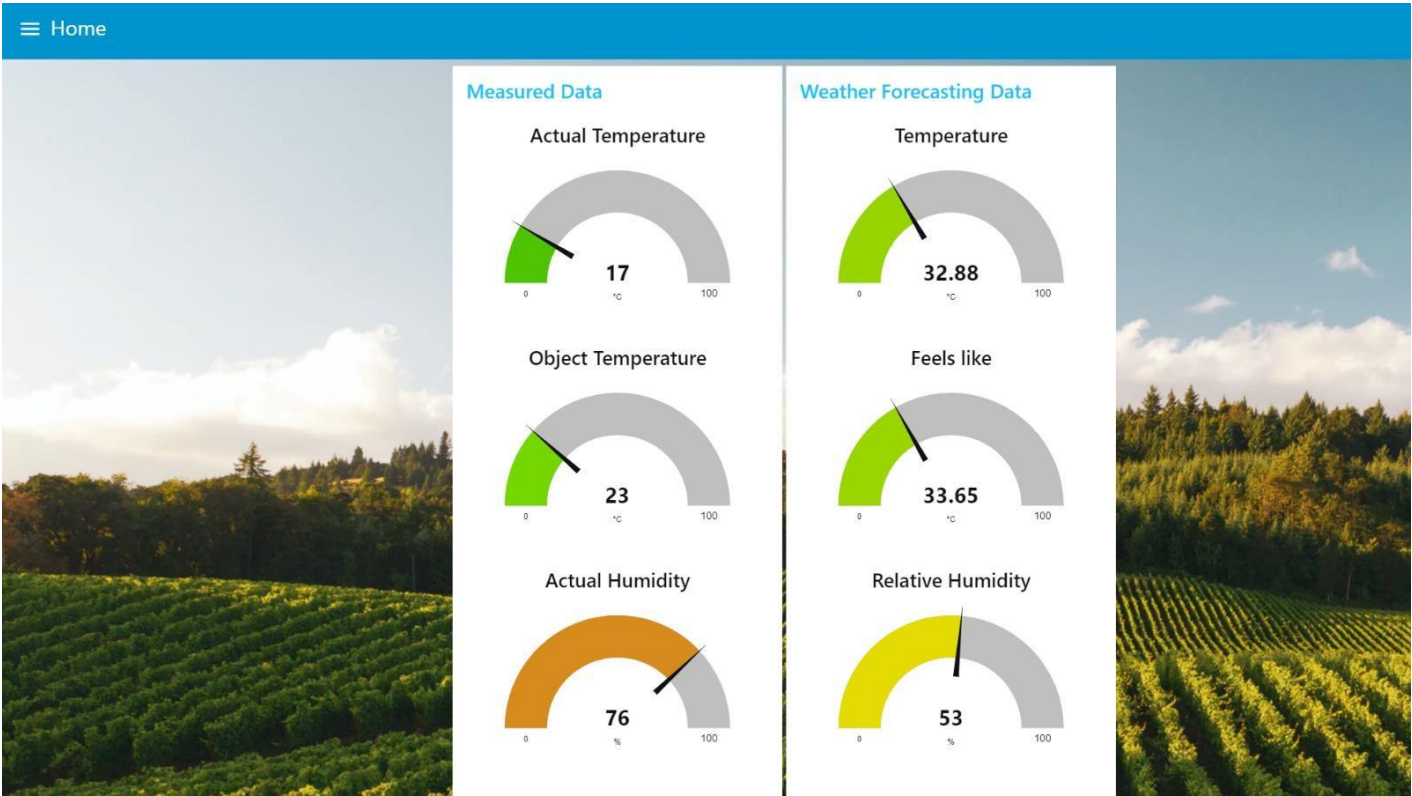 Home
Measured Data
Actual Temperature
17
°C
0
100
Object Temperature
23
°C
0
100
Actual Humidity
76
%
0
100
Weather Forecasting Data
Temperature
32.88
°C
0
100
Feels like
33.65
°C
0
100
Relative Humidity
53
%
0
100